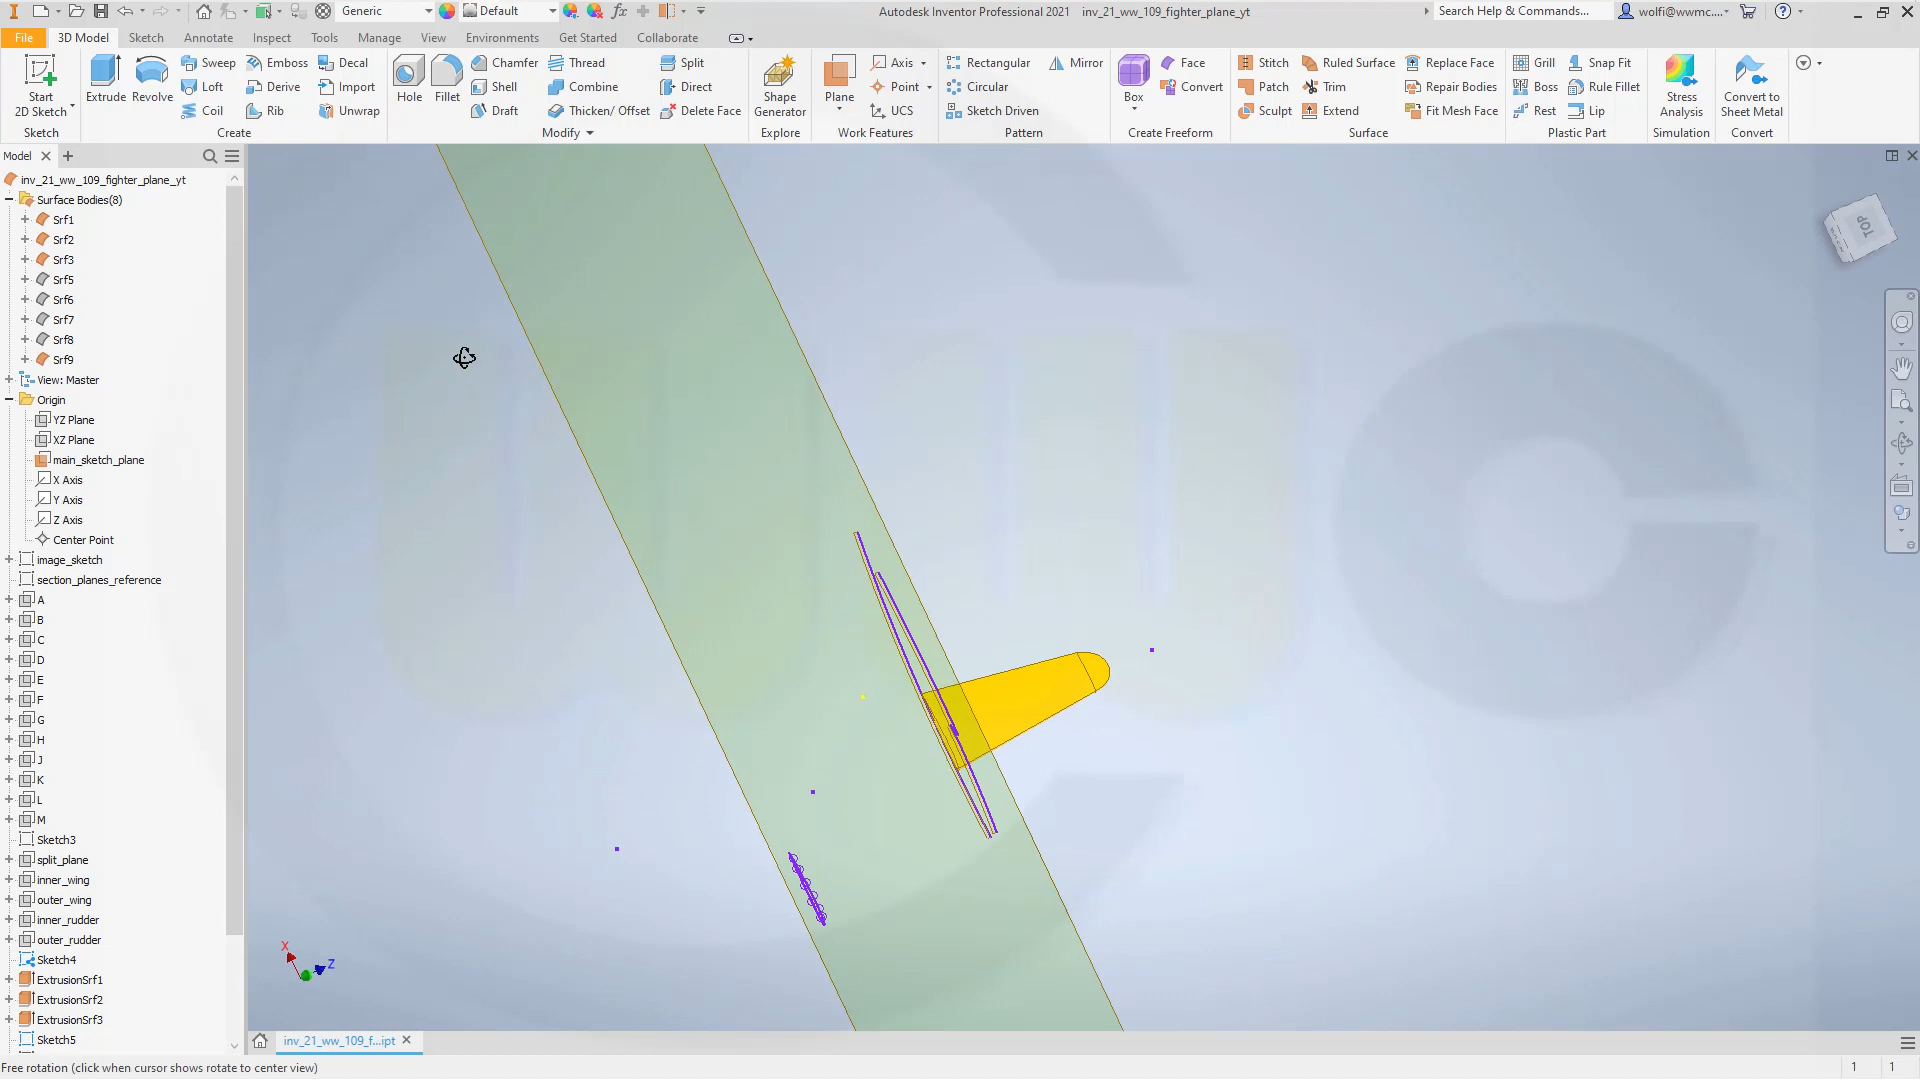 Generic
Default
Autodesk Inventor Professional 2021 inv_21_ww_109_fighter_plane_yt
Search Help & Commands...
wolfi@wwmc....
File 3D Model Sketch Annotate Inspect Tools Manage View Environments Get Started Collaborate
Start
2D Sketch
Sketch
Extrude
Revolve
Sweep
Emboss
Decal
Loft
Derive
Import
Coil
Rib
Unwrap
Create
Hole
Fillet
Chamfer
Thread
Split
Shell
Combine
Direct
Draft
Thicken/ Offset
Delete Face
Modify
Shape
Generator
Explore
Plane
Axis
Point
UCS
Work Features
Rectangular
Mirror
Circular
Sketch Driven
Pattern
Box
Face
Convert
Create Freeform
Stitch
Ruled Surface
Replace Face
Patch
Trim
Repair Bodies
Sculpt
Extend
Fit Mesh Face
Surface
Grill
Snap Fit
Boss
Rule Fillet
Rest
Lip
Plastic Part
Stress
Analysis
Simulation
Convert to
Sheet Metal
Convert
Model
inv_21_ww_109_fighter_plane_yt
Surface Bodies(8)
Srf1
Srf2
Srf3
Srf5
Srf6
Srf7
Srf8
Srf9
View: Master
Origin
YZ Plane
XZ Plane
main_sketch_plane
X Axis
Y Axis
Z Axis
Center Point
image_sketch
section_planes_reference
A
B
C
D
E
F
G
H
J
K
L
M
Sketch3
split_plane
inner_wing
outer_wing
inner_rudder
outer_rudder
Sketch4
ExtrusionSrf1
ExtrusionSrf2
ExtrusionSrf3
Sketch5
TOP
X
Z
inv_21_ww_109_f...ipt
Free rotation (click when cursor shows rotate to center view)
1 1